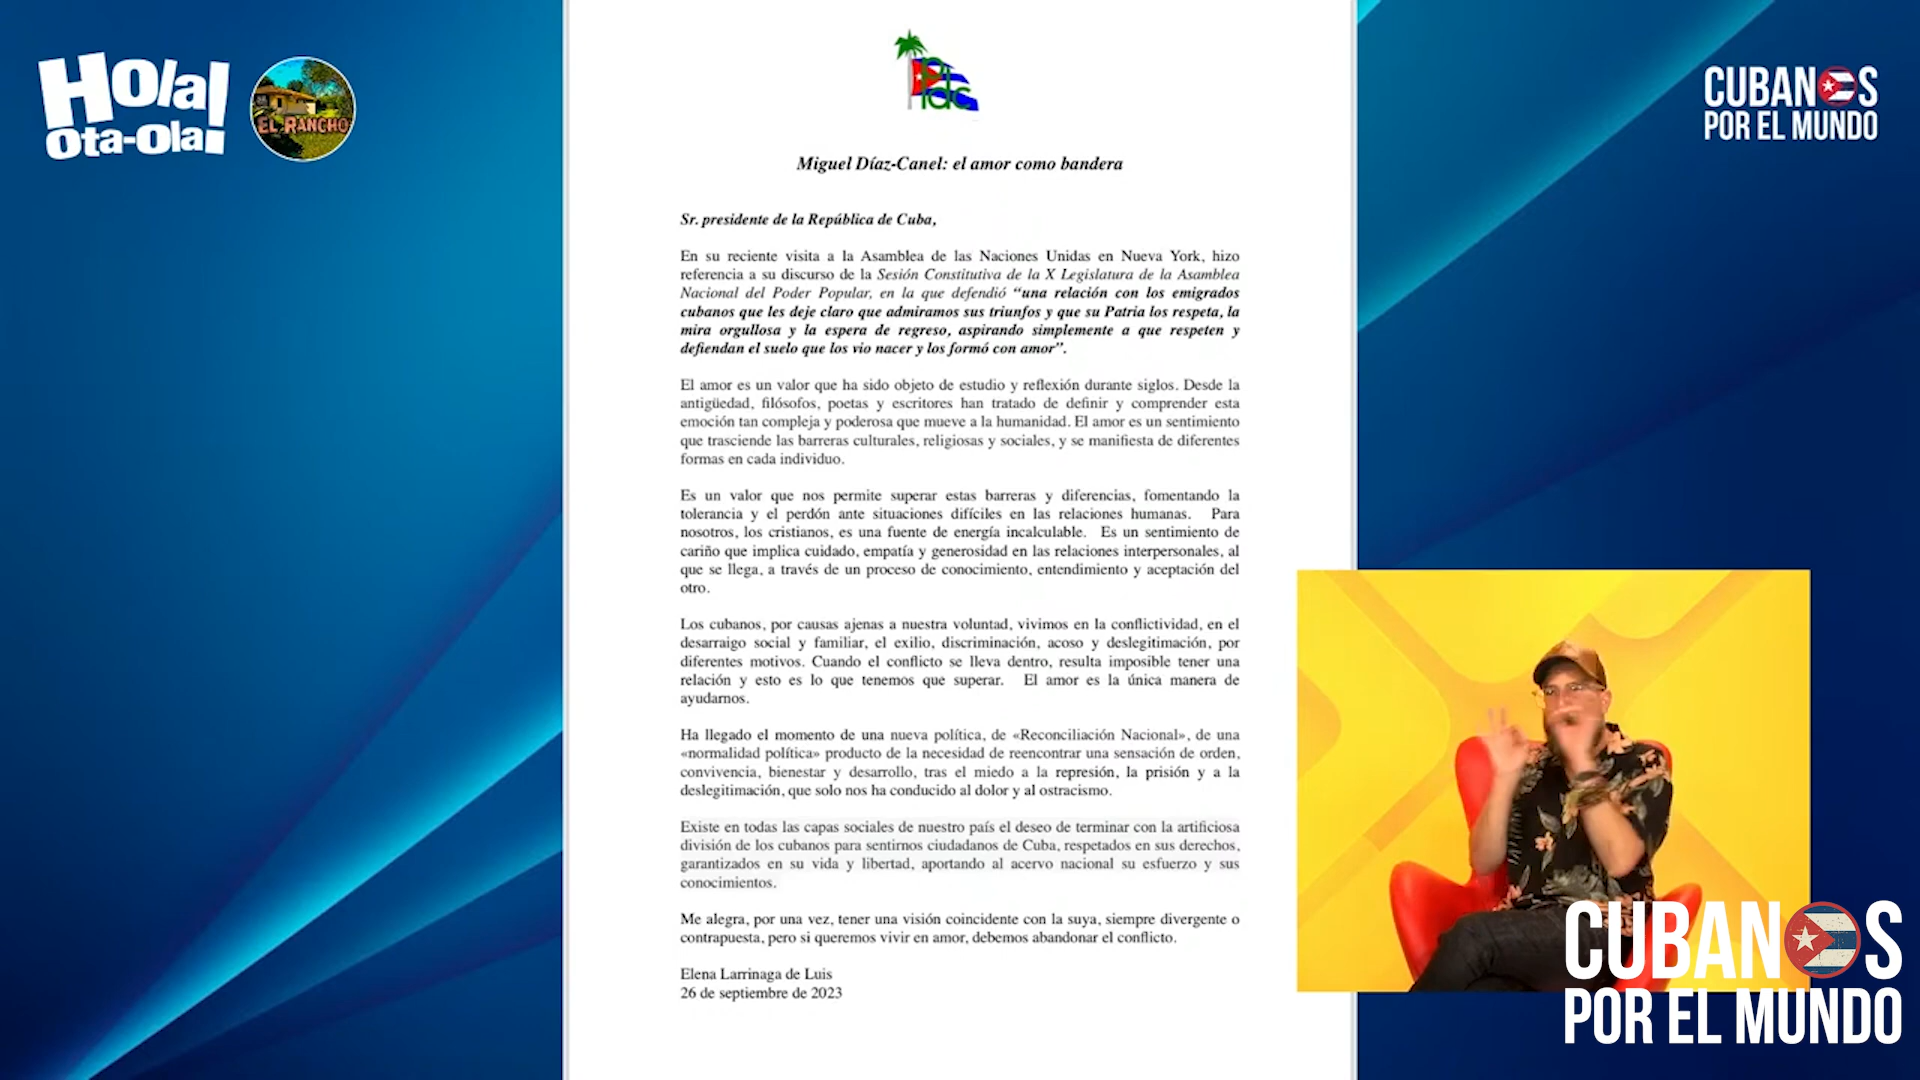 Hola!
Ota-Ola!
EL RANCHO
CUBANOS
POR EL MUNDO
Pdc
Miguel Díaz-Canel: el amor como bandera
Sr. presidente de la República de Cuba,
En su reciente visita a la Asamblea de las Naciones Unidas en Nueva York, hizo
referencia a su discurso de la Sesión Constitutiva de la X Legislatura de la Asamblea
Nacional del Poder Popular, en la que defendió “una relación con los emigrados
cubanos que les deje claro que admiramos sus triunfos y que su Patria los respeta, la
mira orgullosa y la espera de regreso, aspirando simplemente a que respeten y
defiendan el suelo que los vio nacer y los formó con amor”.
El amor es un valor que ha sido objeto de estudio y reflexión durante siglos. Desde la
antigüedad, filósofos, poetas y escritores han tratado de definir y comprender esta
emoción tan compleja y poderosa que mueve a la humanidad. El amor es un sentimiento
que trasciende las barreras culturales, religiosas y sociales, y se manifiesta de diferentes
formas en cada individuo.
Es un valor que nos permite superar estas barreras y diferencias, fomentando la
tolerancia y el perdón ante situaciones difíciles en las relaciones humanas. Para
nosotros, los cristianos, es una fuente de energía incalculable. Es un sentimiento de
cariño que implica cuidado, empatía y generosidad en las relaciones interpersonales, al
que se llega, a través de un proceso de conocimiento, entendimiento y aceptación del
otro.
Los cubanos, por causas ajenas a nuestra voluntad, vivimos en la conflictividad, en el
desarraigo social y familiar, el exilio, discriminación, acoso y deslegitimación, por
diferentes motivos. Cuando el conflicto se lleva dentro, resulta imposible tener una
relación y esto es lo que tenemos que superar. El amor es la única manera de
ayudarnos.
Ha llegado el momento de una nueva política, de «Reconciliación Nacional», de una
«normalidad política» producto de la necesidad de reencontrar una sensación de orden,
convivencia, bienestar y desarrollo, tras el miedo a la represión, la prisión y a la
deslegitimación, que solo nos ha conducido al dolor y al ostracismo.
Existe en todas las capas sociales de nuestro país el deseo de terminar con la artificiosa
división de los cubanos para sentirnos ciudadanos de Cuba, respetados en sus derechos,
garantizados en su vida y libertad, aportando al acervo nacional su esfuerzo y sus
conocimientos.
Me alegra, por una vez, tener una visión coincidente con la suya, siempre divergente o
contrapuesta, pero si queremos vivir en amor, debemos abandonar el conflicto.
Elena Larrinaga de Luis
26 de septiembre de 2023
CUBANOS
POR EL MUNDO